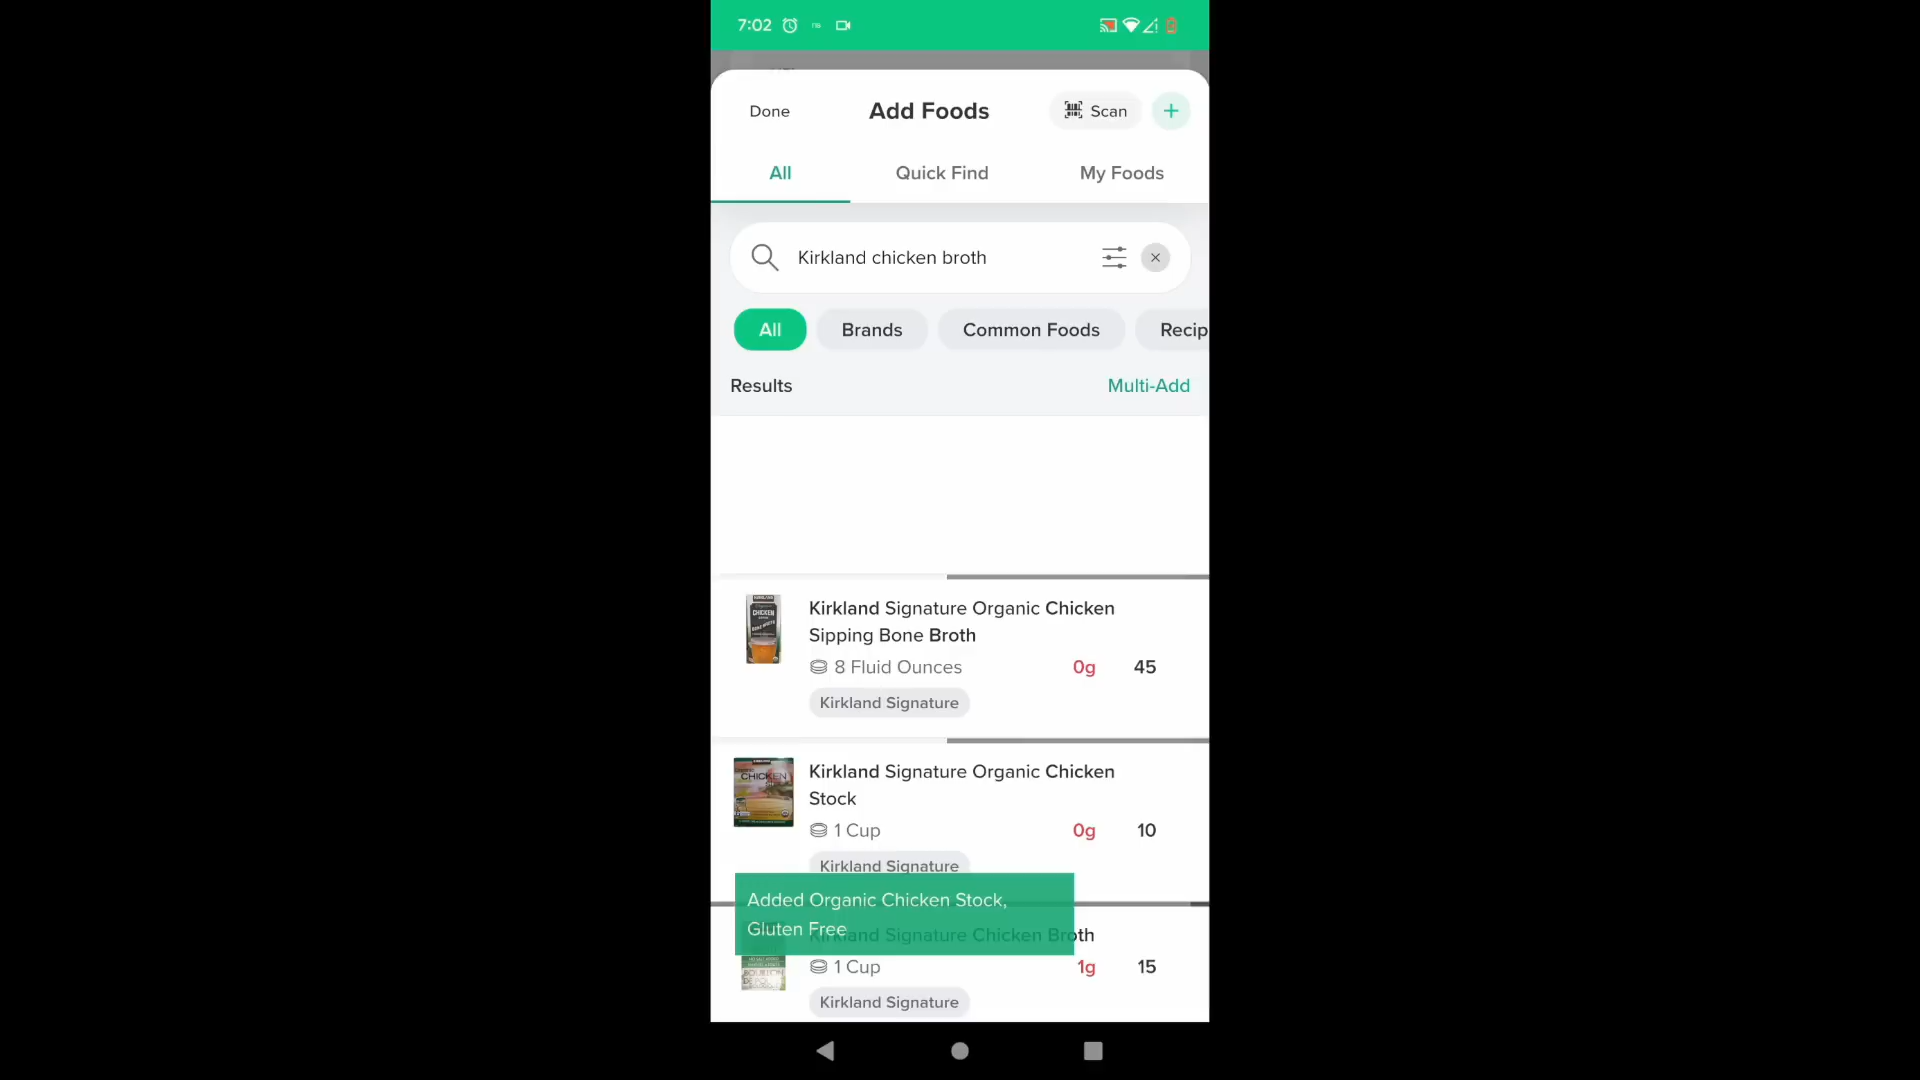 7:02
Done
Add Foods
Scan
All
Quick Find
My Foods
Kirkland chicken broth
All
Brands
Common Foods
Recip
Results
Multi-Add
CHICKEN
Kirkland Signature Organic Chicken
Sipping Bone Broth
8 Fluid Ounces
0g
45
Kirkland Signature
CHICKEN
Kirkland Signature Organic Chicken
Stock
1 Cup
0g
10
Kirkland Signature
Added Organic Chicken Stock,
Gluten Free
Kirkland Signature Chicken Broth
1 Cup
1g
15
Kirkland Signature